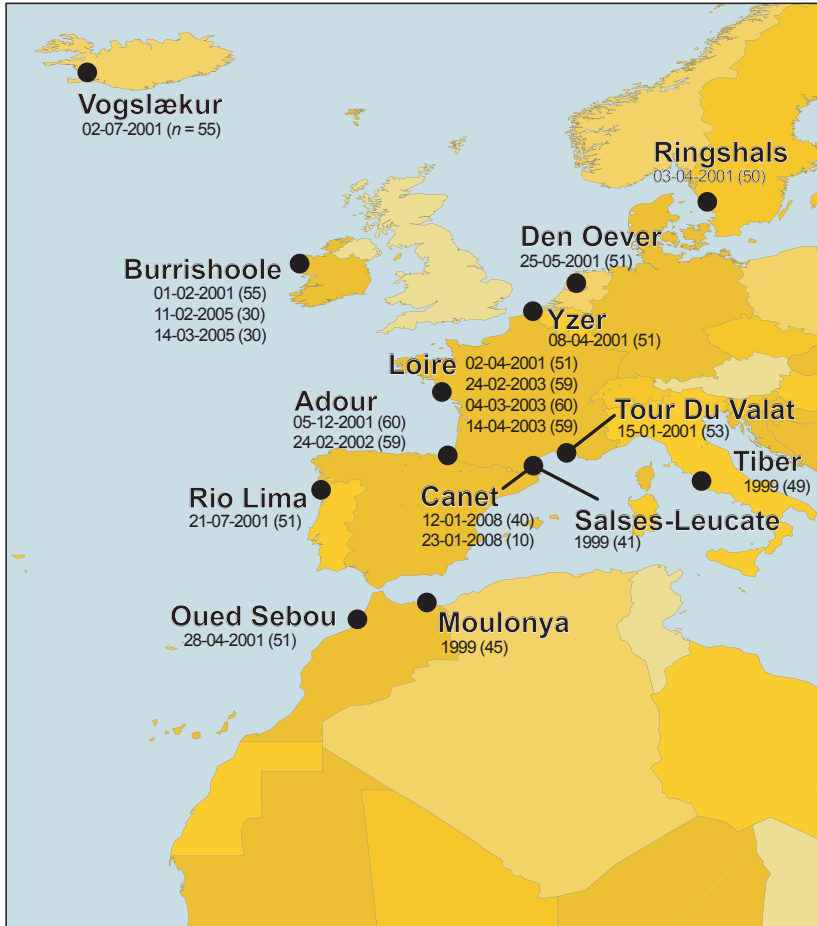 Vogslækur
02-07-2001 (n = 55)
Ringshals
03-04-2001 (50)
Den Oever
25-05-2001 (51)
Burrishoole
01-02-2001 (55)
11-02-2005 (30)
14-03-2005 (30)
Yzer
08-04-2001 (51)
Loire
02-04-2001 (51)
24-02-2003 (59)
04-03-2003 (60)
14-04-2003 (59)
Adour
05-12-2001 (60)
24-02-2002 (59)
Tour Du Valat
15-01-2001 (53)
Tiber
1999 (49)
Rio Lima
21-07-2001 (51)
Canet
12-01-2008 (40)
23-01-2008 (10)
Salses-Leucate
1999 (41)
Oued Sebou
28-04-2001 (51)
Moulonya
1999 (45)